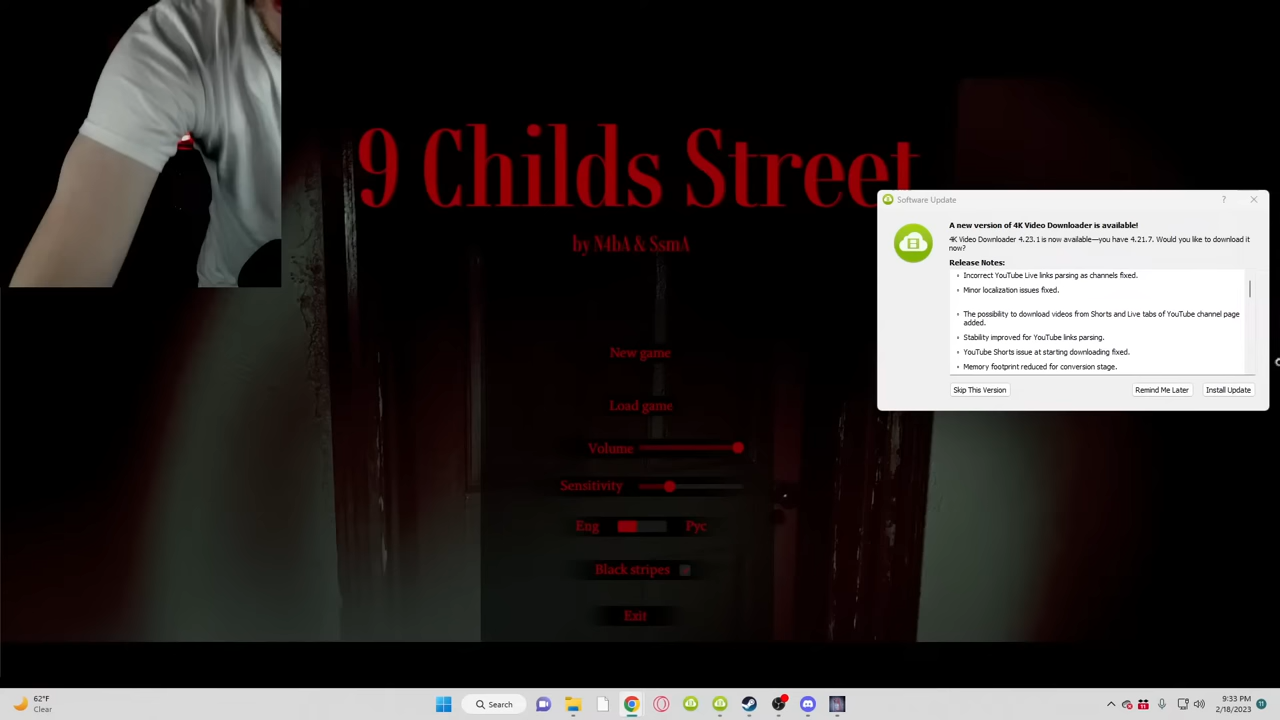 9 Childs Street
by N4bA & SsmA
New game
Load game
Volume
Sensitivity
Eng Рус
Black stripes
Exit
Software Update
A new version of 4K Video Downloader is available!
4K Video Downloader 4.23.1 is now available—you have 4.21.7. Would you like to download it
now?
Release Notes:
Incorrect YouTube Live links parsing as channels fixed.
Minor localization issues fixed.
The possibility to download videos from Shorts and Live tabs of YouTube channel page
added.
Stability improved for YouTube links parsing.
YouTube Shorts issue at starting downloading fixed.
Memory footprint reduced for conversion stage.
Skip This Version Remind Me Later Install Update
62°F
Clear
Search
9:33 PM
2/18/2023